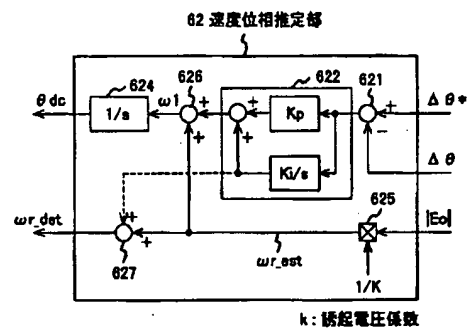 62 速度位相推定部
624
626
622
621
θdc
1/s
ω1
+
+
+
±
Kp
+
Δθ*
−
+
+
Ki/s
Δθ
625
ωr_dst
+
+
|Eo|
627
ωr_est
1/K
k:誘起電圧係数